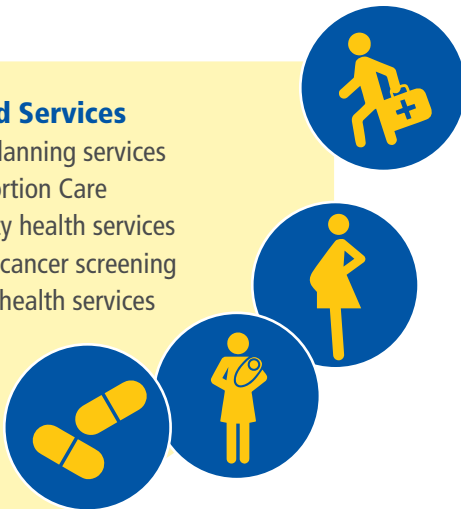 d Services
lanning services
ortion Care
y health services
cancer screening
health services